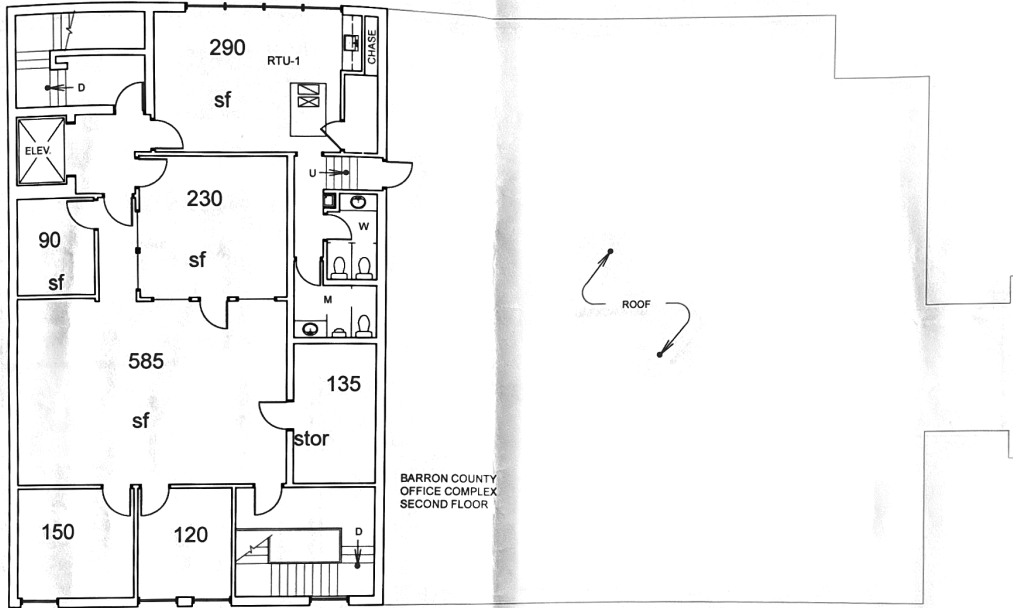 290
RTU-1
CHASE
sf
D
ELEV.
U
230
sf
W
90
sf
M
ROOF
585
sf
135
stor
BARRON COUNTY
OFFICE COMPLEX
SECOND FLOOR
150
120
D